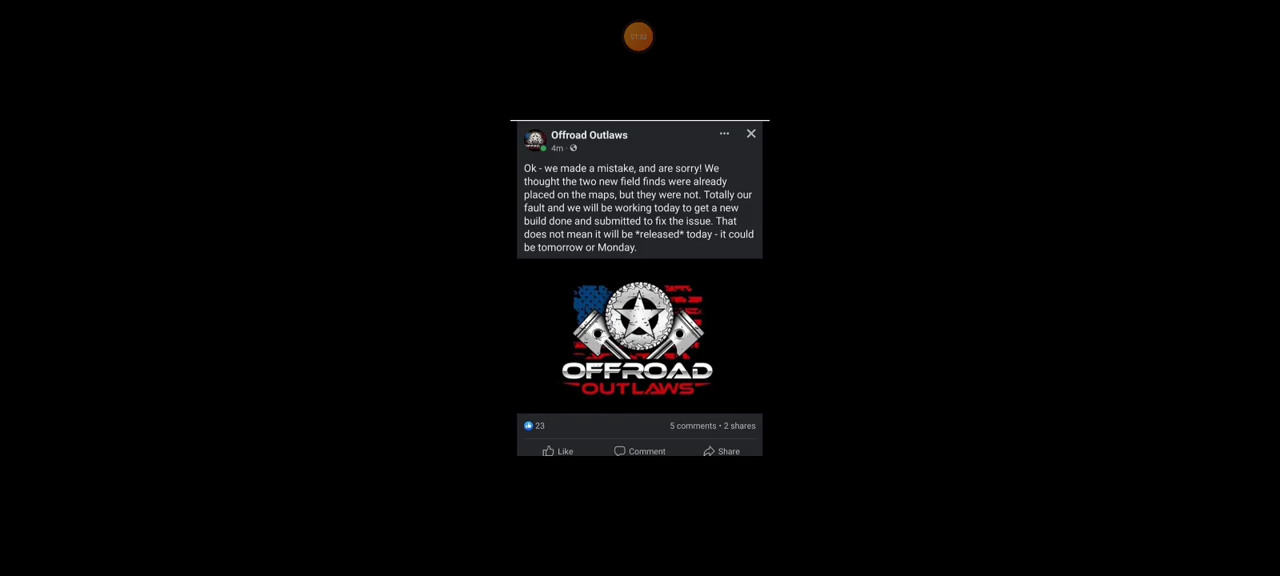 01:52
Offroad Outlaws
4m
Ok - we made a mistake, and are sorry! We
thought the two new field finds were already
placed on the maps, but they were not. Totally our
fault and we will be working today to get a new
build done and submitted to fix the issue. That
does not mean it will be *released* today - it could
be tomorrow or Monday.
OFFROAD
OUTLAWS
23
5 comments • 2 shares
Like
Comment
Share